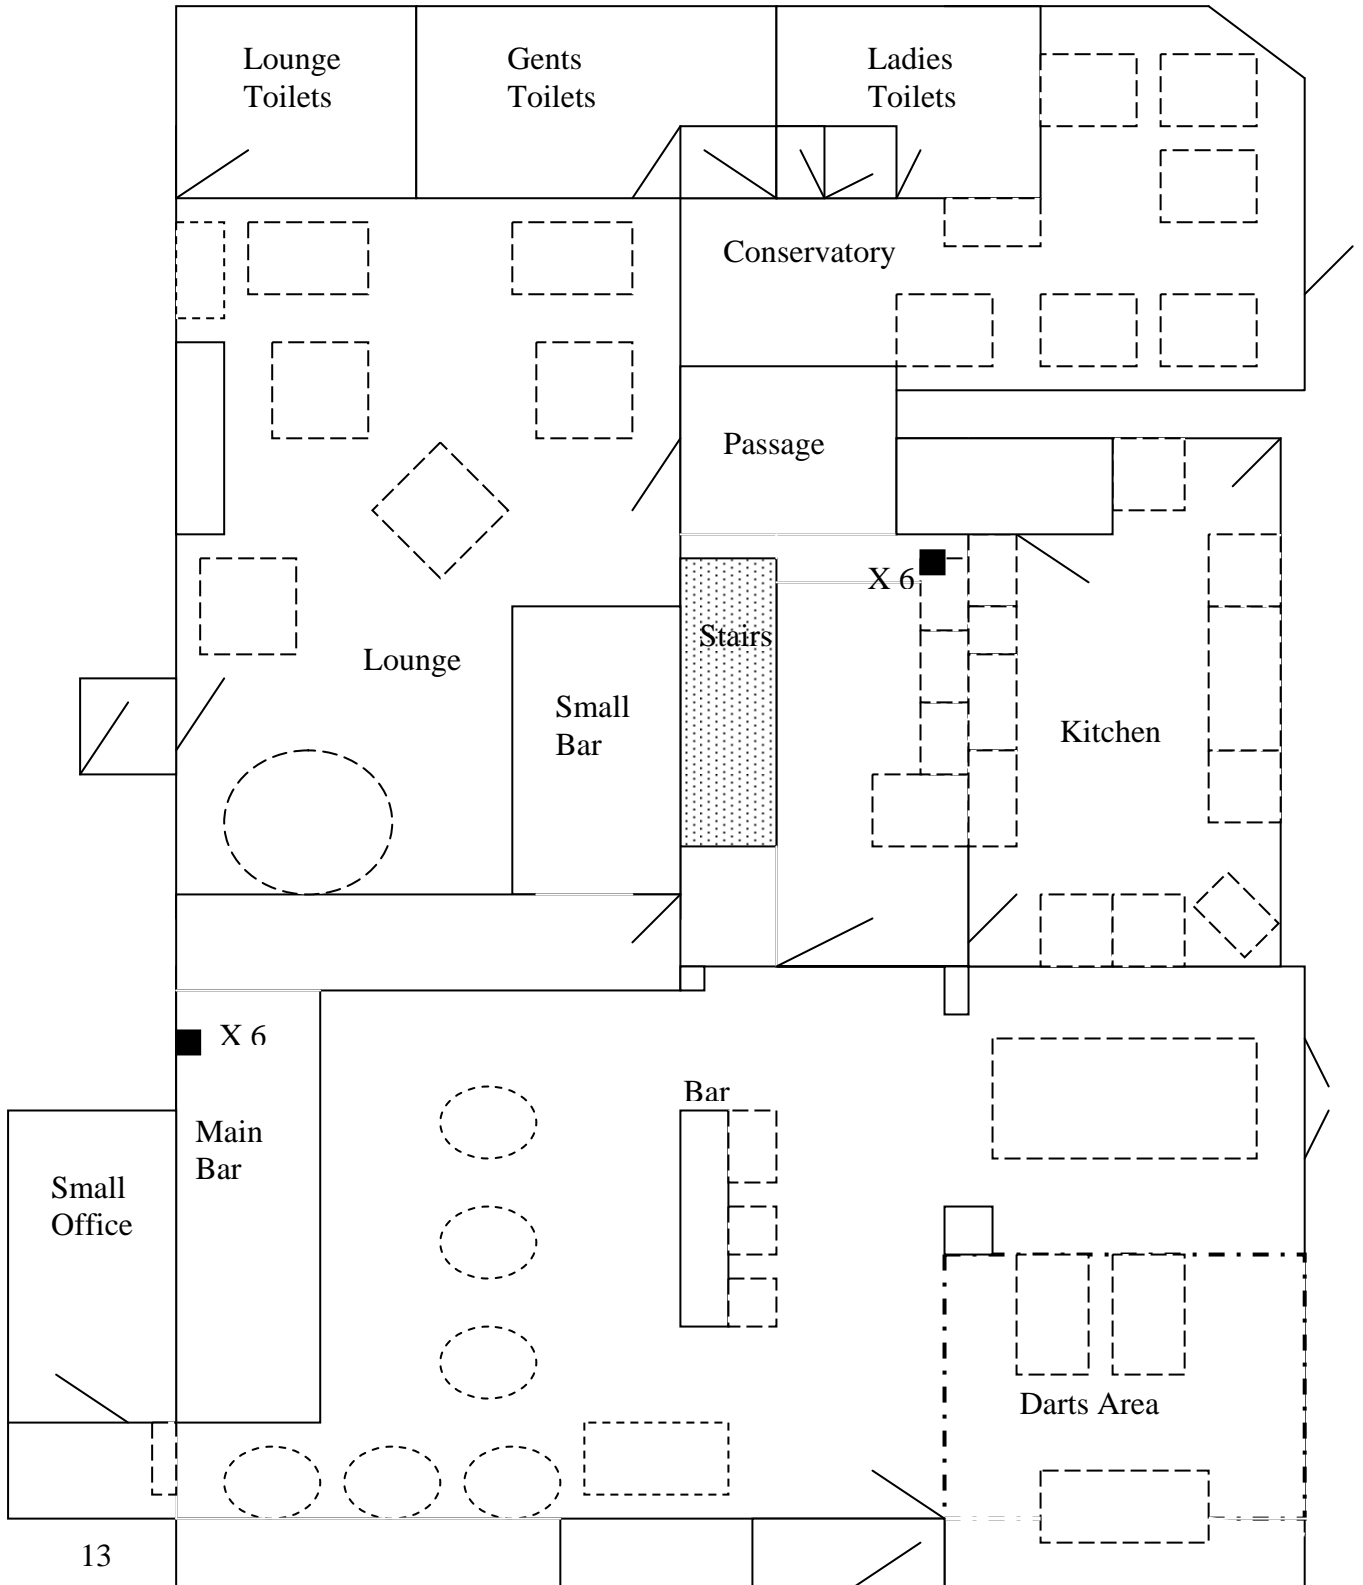 Lounge
Toilets
Gents
Toilets
Ladies
Toilets
Conservatory
Passage
X 6
Stairs
Lounge
Small
Bar
Kitchen
X 6
Bar
Main
Bar
Small
Office
Darts Area
13